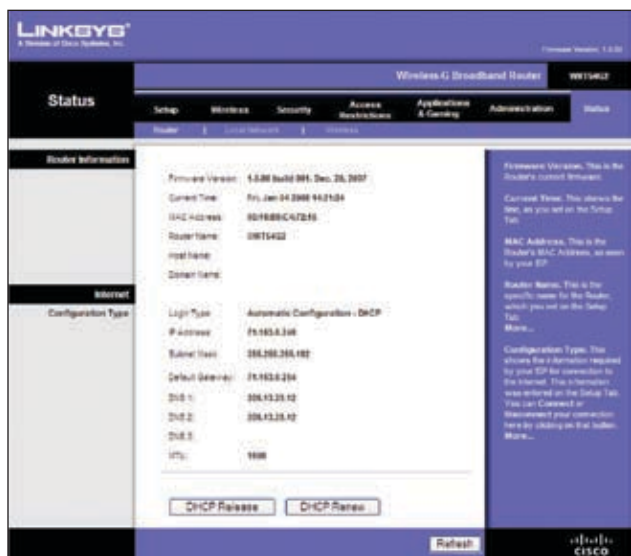 LINKSYS®
A Division of Cisco Systems, Inc.
Firmware Version: 1.0.00
Wireless-G Broadband Router WRT54G2
Status
Setup Wireless Security Access Restrictions Applications & Gaming Administration Status
Router | Local Network | Wireless
Router Information
Firmware Version:
Current Time:
MAC Address:
Router Name: WRT54G2
Host Name:
Domain Name:
Internet
Configuration Type
Login Type: Automatic Configuration - DHCP
IP Address:
Subnet Mask:
Default Gateway:
DNS 1:
DNS 2:
DNS 3:
MTU: 1500
DHCP Release DHCP Renew
Refresh
Firmware Version. This is the
Router's current firmware.
Current Time. This shows the
time, as you set on the Setup
Tab.
MAC Address. This is the
Router's MAC Address, as seen
by your ISP.
Router Name. This is the
specific name for the Router,
which you set on the Setup
Tab.
More...
Configuration Type. This
shows the information required
by your ISP for connection to
the Internet. This information
was entered on the Setup Tab.
You can Connect or
Disconnect your connection
here by clicking on that button.
More...
CISCO